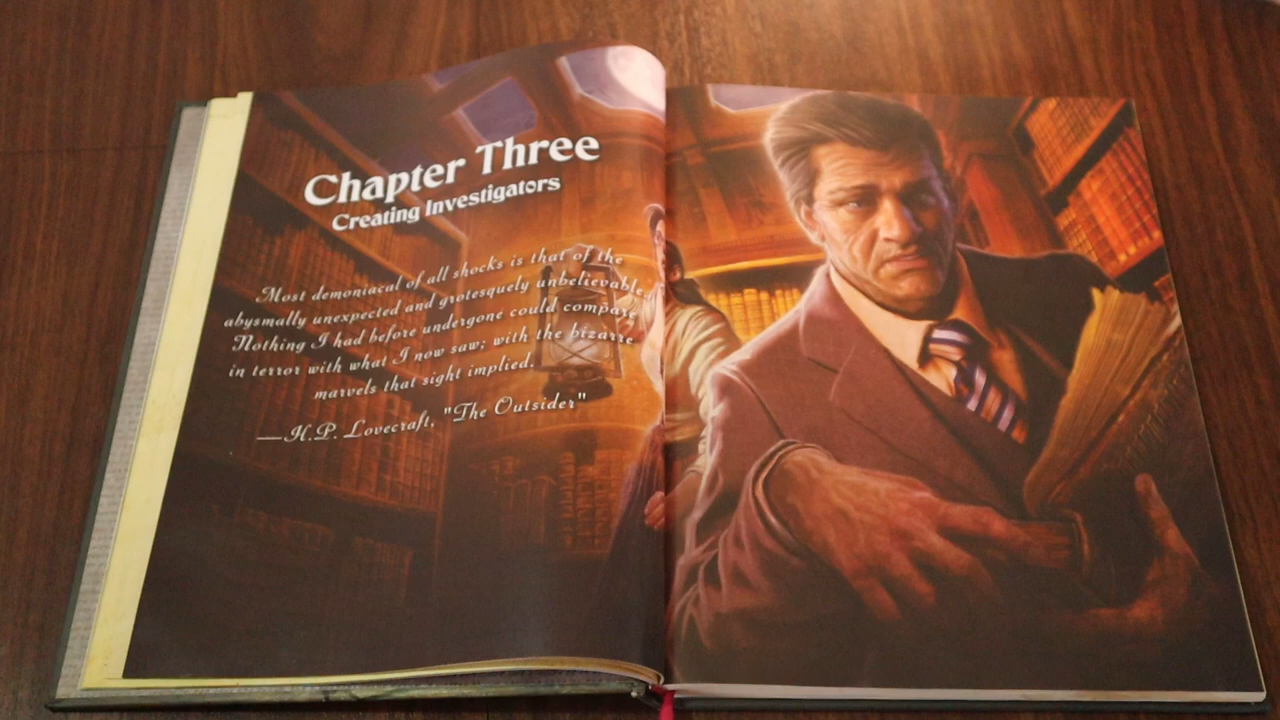 Chapter Three
Creating Investigators
Most demoniacal of all shocks is that of the
abysmally unexpected and grotesquely unbelievable.
Nothing I had before undergone could compare
in terror with what I now saw; with the bizarre
marvels that sight implied.
—H.P. Lovecraft, "The Outsider"